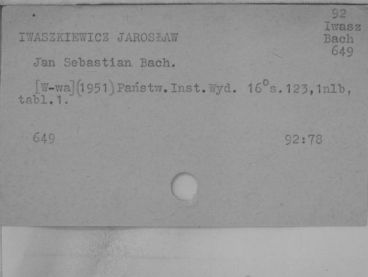 92
Iwasz
IWASZKIEWICZ JAROSŁAW Bach
649
Jan Sebastian Bach.
[W-wa](1951) Państw.Inst.Wyd. 16°s.123,1nlb,
tabl.1.
649 92:78